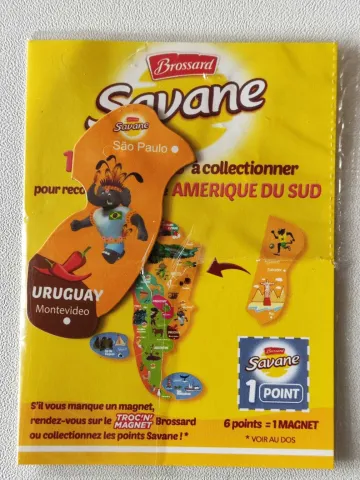 Brossard
Savane
1
à collectionner
pour reco
AMERIQUE DU SUD
Savane
São Paulo
URUGUAY
Montevideo
Brossard
Savane
1 POINT
S'il vous manque un magnet,
rendez-vous sur le TROC'N' MAGNET Brossard
ou collectionnez les points Savane ! *
6 points = 1 MAGNET
* VOIR AU DOS